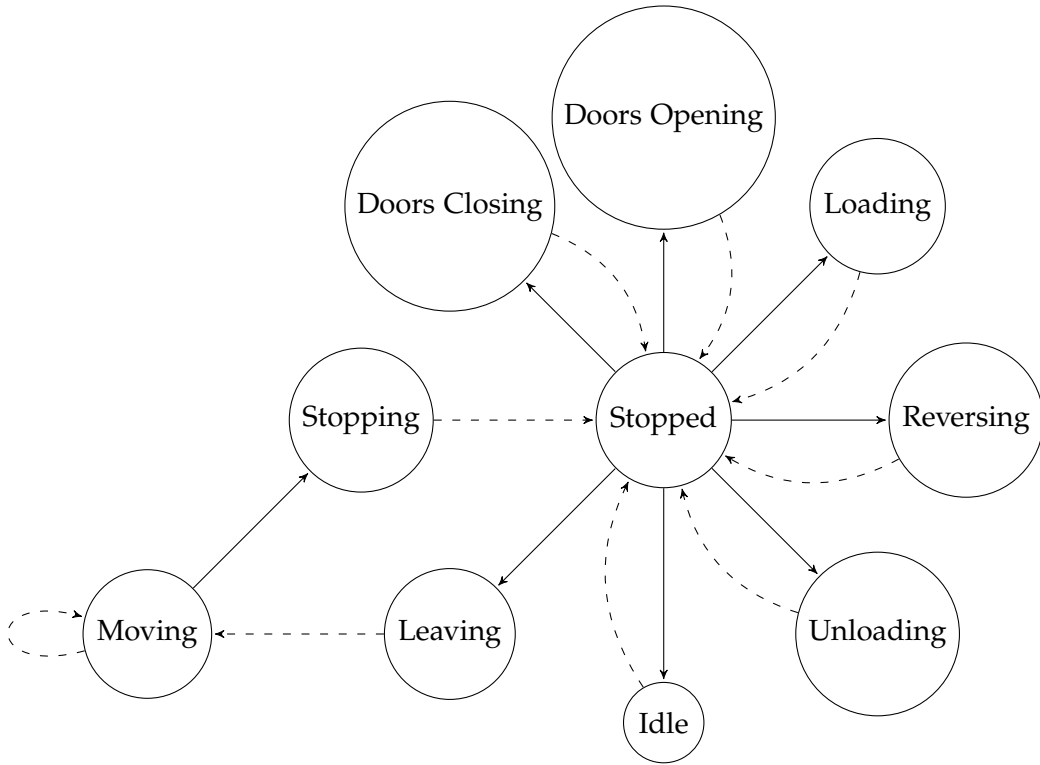 Doors Opening
Doors Closing
Loading
Stopping
Stopped
Reversing
Moving
Leaving
Unloading
Idle